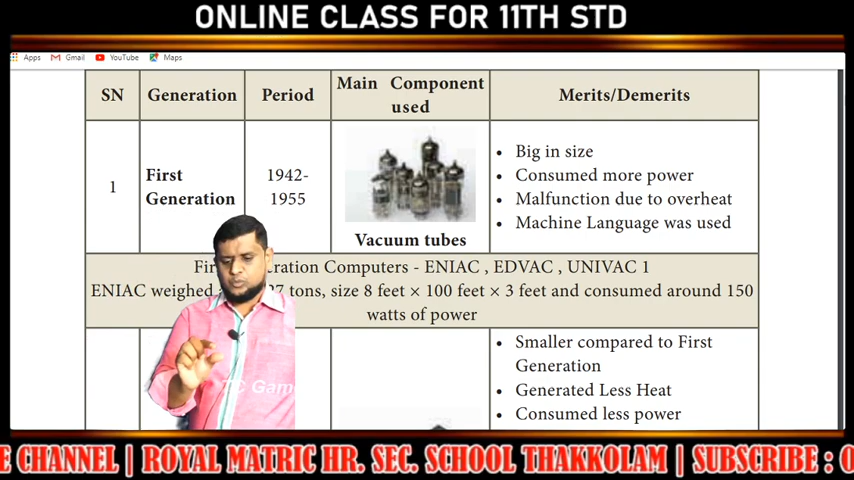 ONLINE CLASS FOR 11TH STD
Apps Gmail YouTube Maps
SN Generation Period Main Component used Merits/Demerits
1
First
Generation
1942-
1955
Vacuum tubes
• Big in size
• Consumed more power
• Malfunction due to overheat
• Machine Language was used
Computers - ENIAC , EDVAC , UNIVAC 1
ENIAC weighed tons, size 8 feet × 100 feet × 3 feet and consumed around 150
watts of power
• Smaller compared to First
Generation
• Generated Less Heat
• Consumed less power
TC Gam
E CHANNEL | ROYAL MATRIC HR. SEC. SCHOOL THAKKOLAM | SUBSCRIBE :